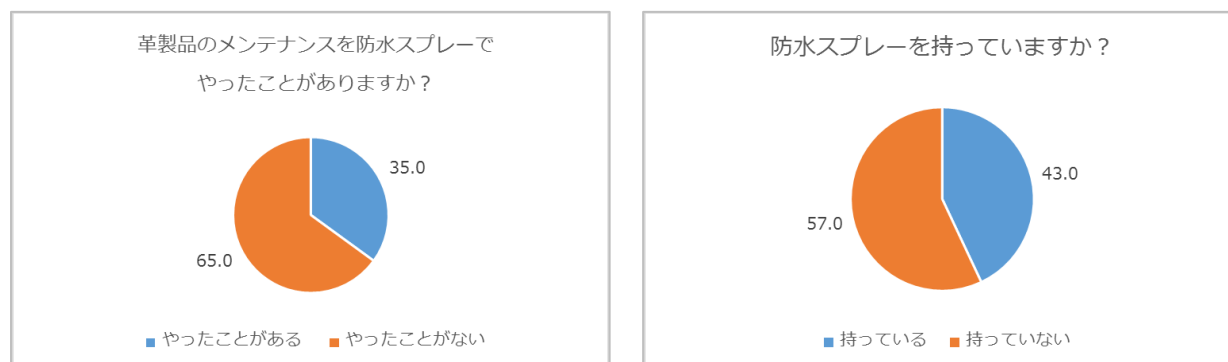 革製品のメンテナンスを防水スプレーで
やったことがありますか？
35.0
65.0
やったことがある やったことがない
防水スプレーを持っていますか？
43.0
57.0
持っている 持っていない